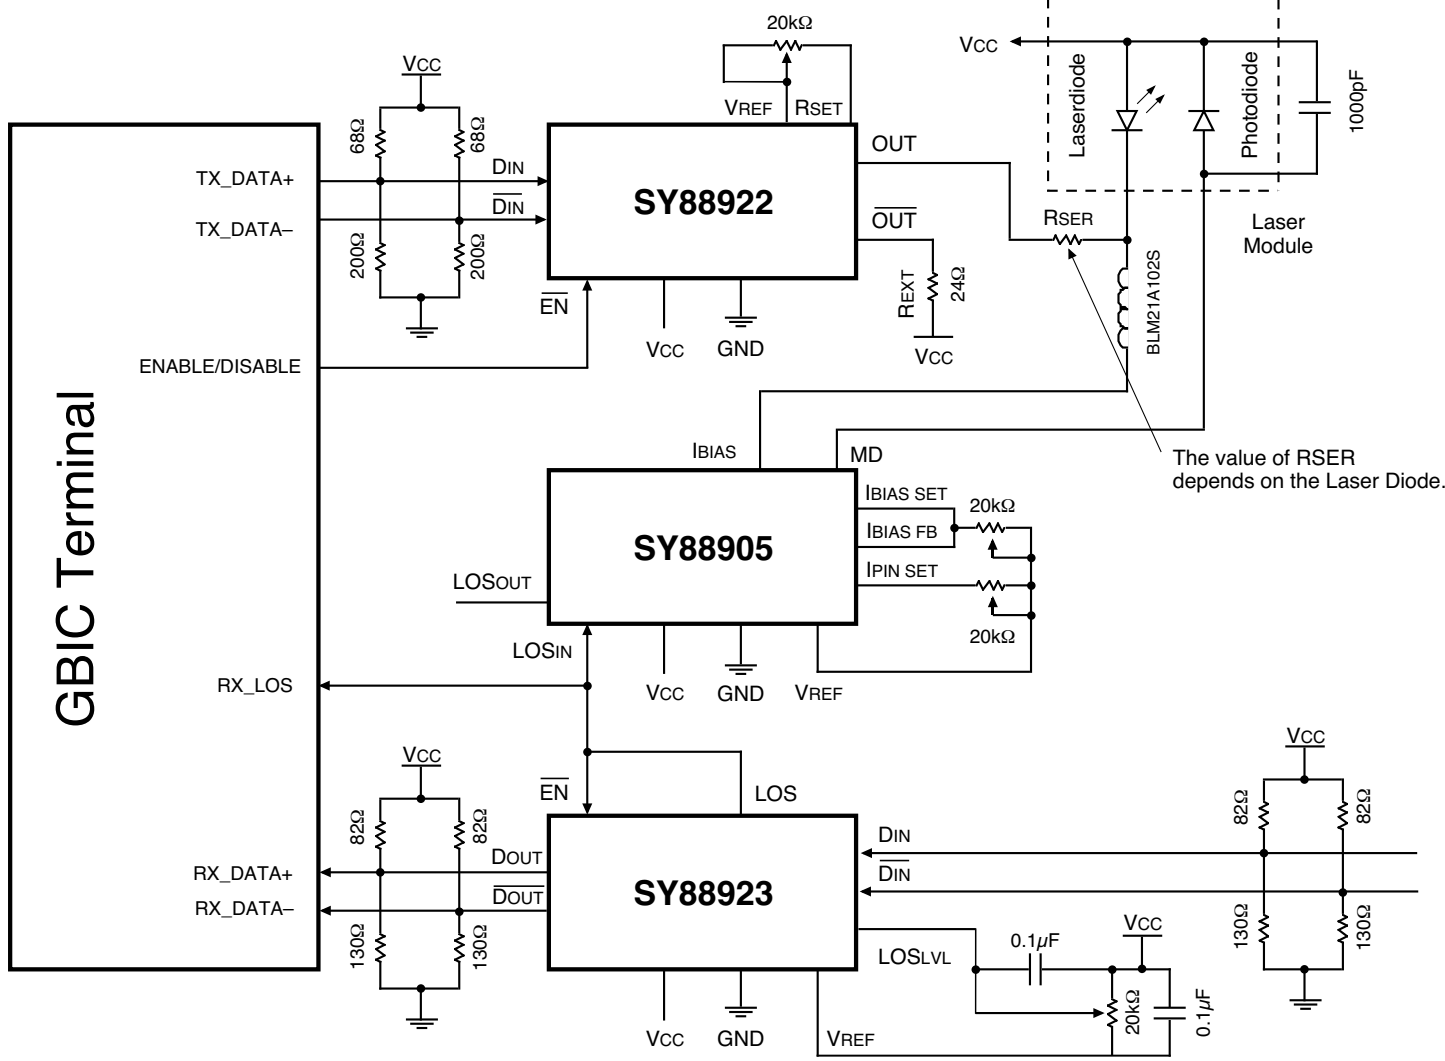 20kΩ
VREF
RSET
VCC
68Ω
68Ω
200Ω
200Ω
TX_DATA+
TX_DATA–
DIN
DIN
SY88922
EN
VCC
GND
OUT
OUT
REXT
24Ω
VCC
VCC
Laserdiode
Photodiode
1000pF
Laser
Module
RSER
BLM21A102S
The value of RSER
depends on the Laser Diode.
GBIC Terminal
ENABLE/DISABLE
IBIAS
MD
SY88905
IBIAS SET
IBIAS FB
IPIN SET
20kΩ
20kΩ
LOSOUT
LOSIN
VCC
GND
VREF
RX_LOS
VCC
82Ω
82Ω
130Ω
130Ω
RX_DATA+
RX_DATA–
DOUT
DOUT
EN
LOS
SY88923
VCC
GND
VREF
DIN
DIN
LOSLVL
0.1µF
VCC
20kΩ
0.1µF
VCC
82Ω
82Ω
130Ω
130Ω